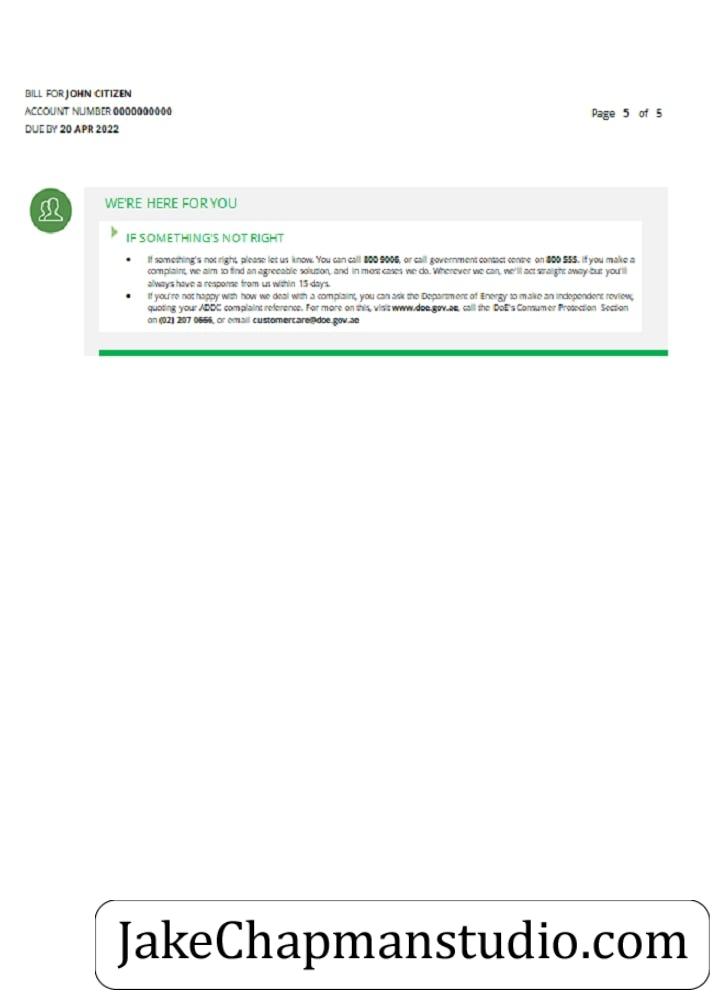 BILL FOR JOHN CITIZEN
ACCOUNT NUMBER 0000000000
DUE BY 20 APR 2022
Page 5 of 5
WE'RE HERE FOR YOU
IF SOMETHING'S NOT RIGHT
• If something's not right, please let us know. You can call 800 9006, or call government contact centre on 800 555. If you make a
complaint, we aim to find an agreeable solution, and in most cases we do. Wherever we can, we'll act straight away-but you'll
always have a response from us within 15 days.
• If you're not happy with how we deal with a complaint, you can ask the Department of Energy to make an independent review,
quoting your ADDC complaint reference. For more on this, visit www.doe.gov.ae, call the DoE's Consumer Protection Section
on (02) 207 0666, or email customercare@doe.gov.ae
JakeChapmanstudio.com